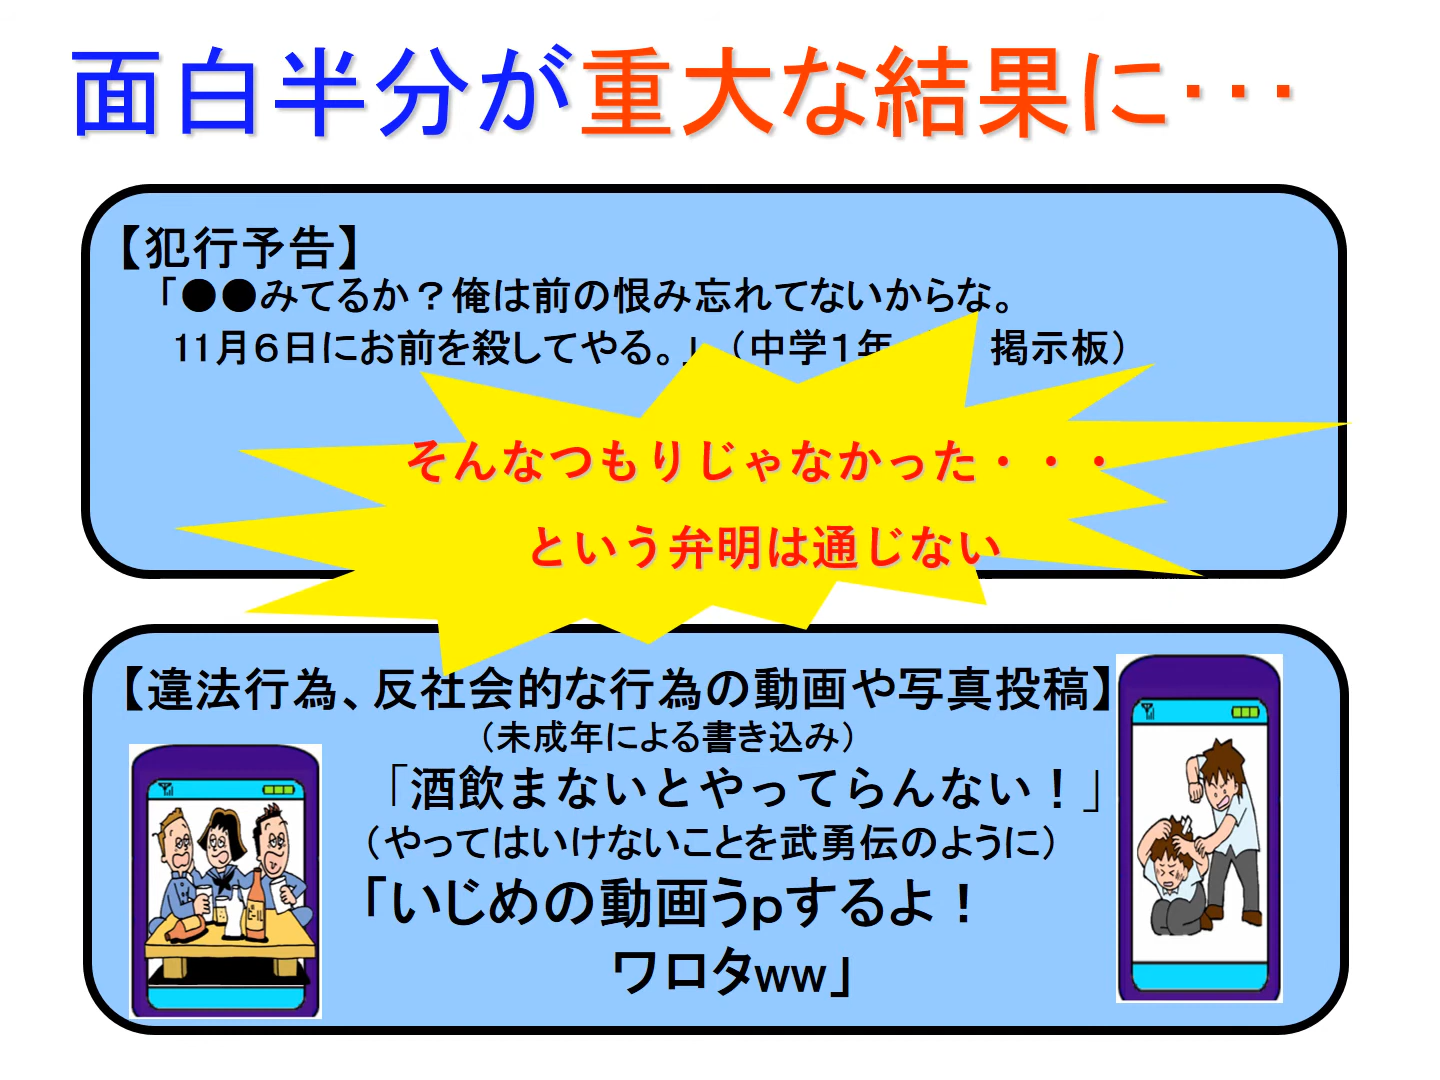 面白半分が重大な結果に･･･
【犯行予告】
「●●みてるか？俺は前の恨み忘れてないからな。
11月６日にお前を殺してやる。」（中学１年 掲示板）
そんなつもりじゃなかった・・・
という弁明は通じない
【違法行為、反社会的な行為の動画や写真投稿】
（未成年による書き込み）
「酒飲まないとやってらんない！」
（やってはいけないことを武勇伝のように）
「いじめの動画うpするよ！
ワロタww」
ビール